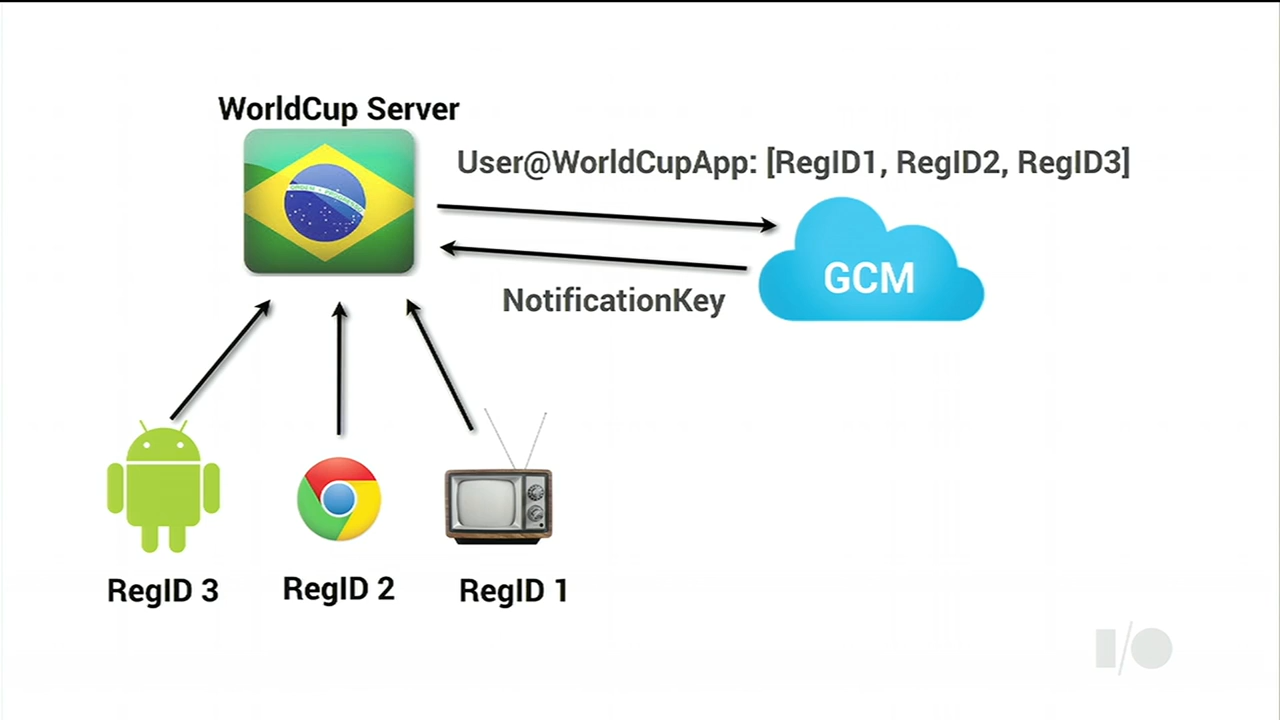 WorldCup Server
User@WorldCupApp: [RegID1, RegID2, RegID3]
GCM
NotificationKey
RegID 3
RegID 2
RegID 1
I/O